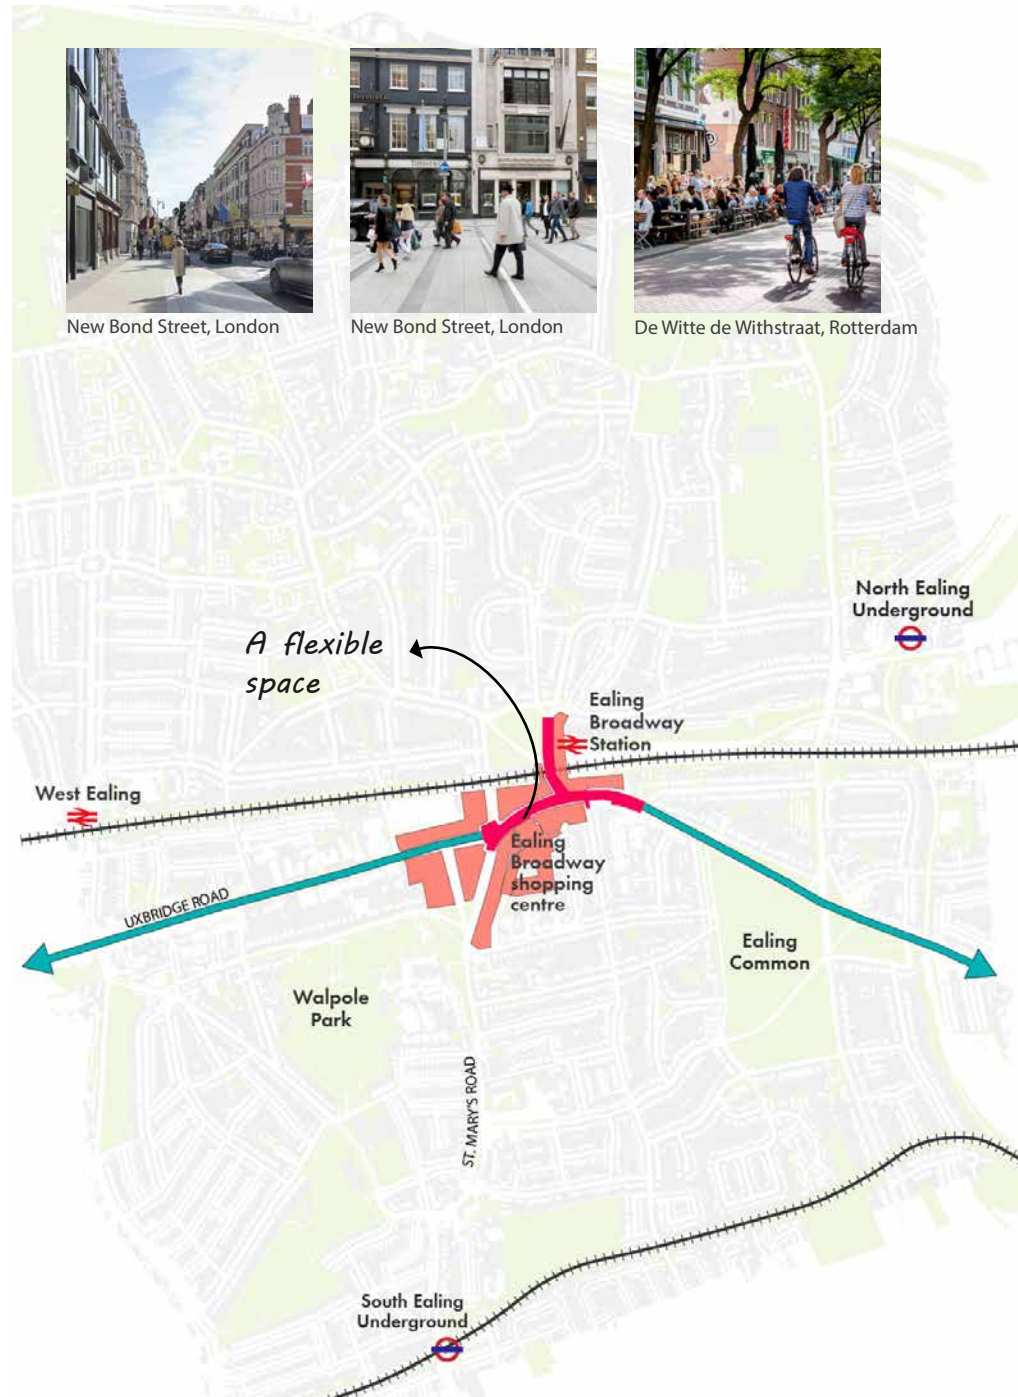 New Bond Street, London
New Bond Street, London
De Witte de Withstraat, Rotterdam
North Ealing
Underground
A flexible
space
Ealing
Broadway
Station
West Ealing
Ealing
Broadway
shopping
centre
UXBRIDGE ROAD
Ealing
Common
Walpole
Park
ST. MARY'S ROAD
South Ealing
Underground